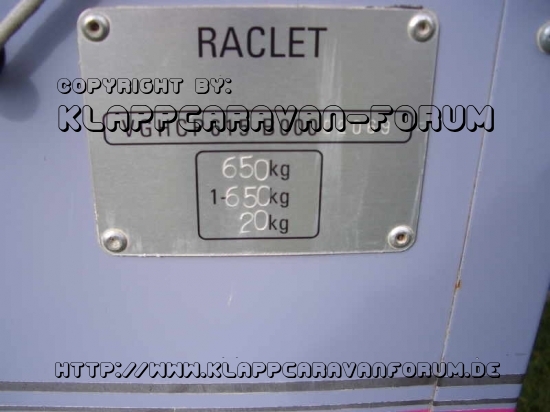 RACLET
COPYRIGHT BY:
KLAPPCARAVAN-FORUM
650kg
1-650kg
20kg
HTTP://WWW.KLAPPCARAVANFORUM.DE